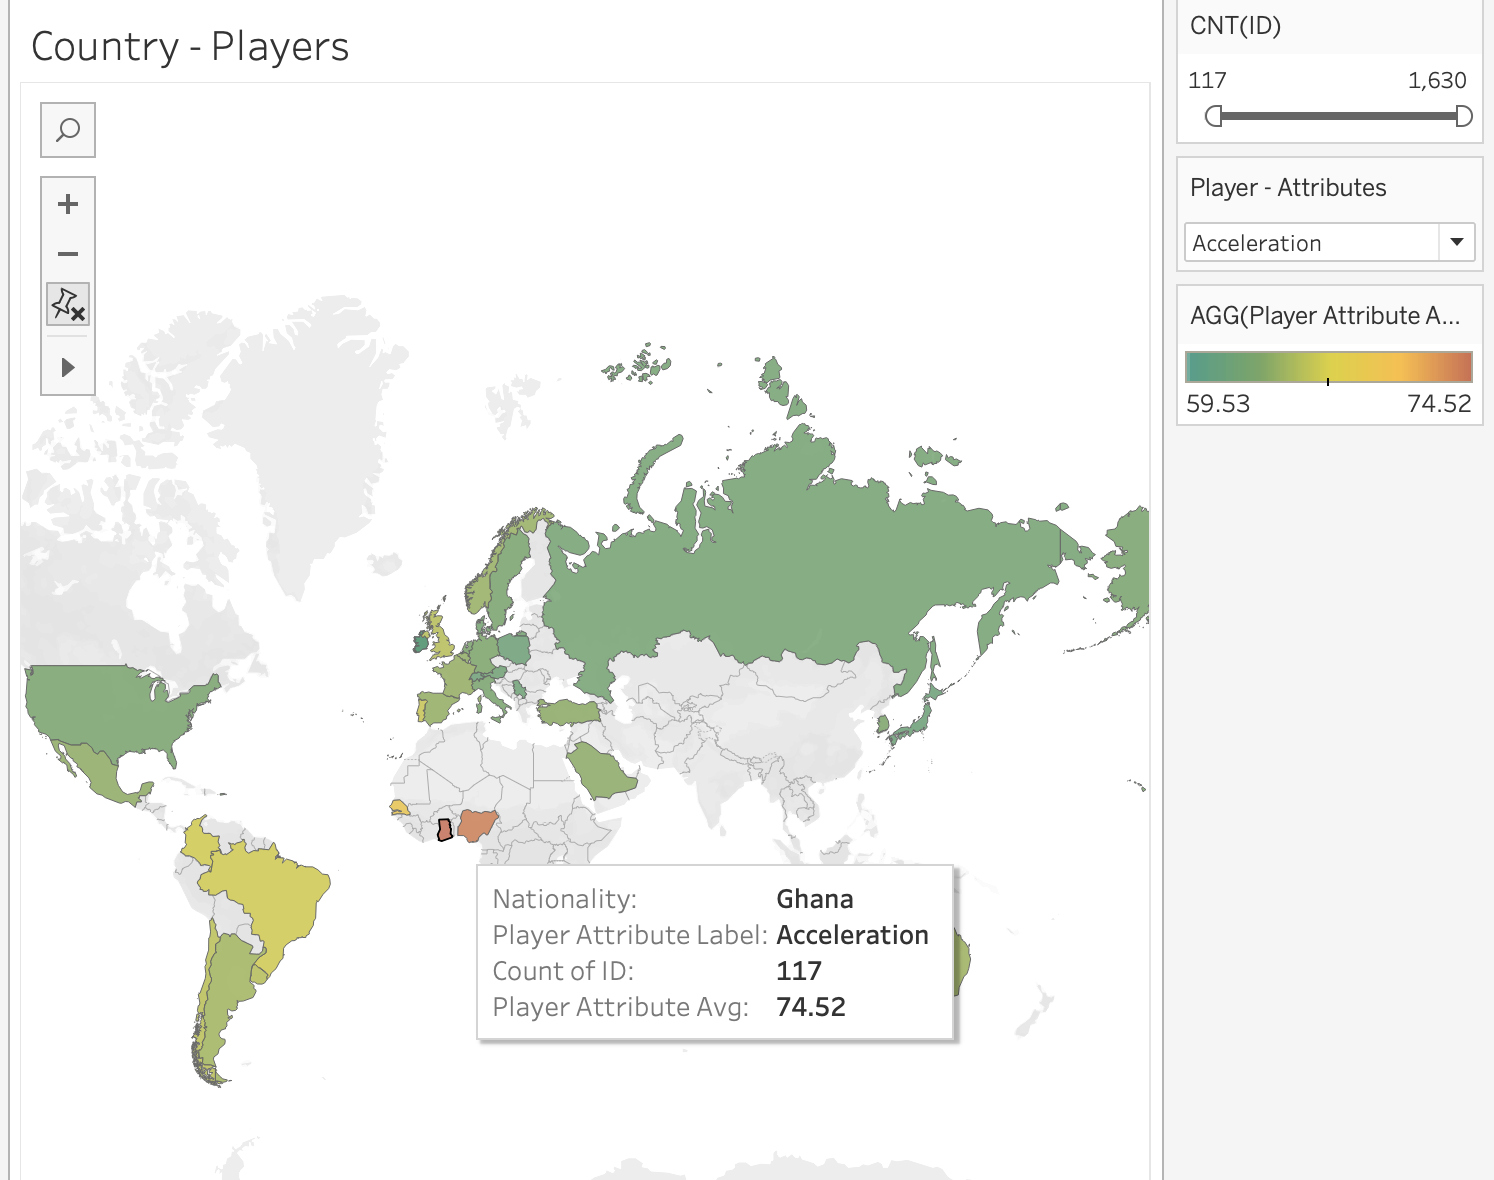 Country - Players
CNT(ID)
117 1,630
Player - Attributes
Acceleration
AGG(Player Attribute A...
59.53 74.52
Nationality: Ghana
Player Attribute Label: Acceleration
Count of ID: 117
Player Attribute Avg: 74.52